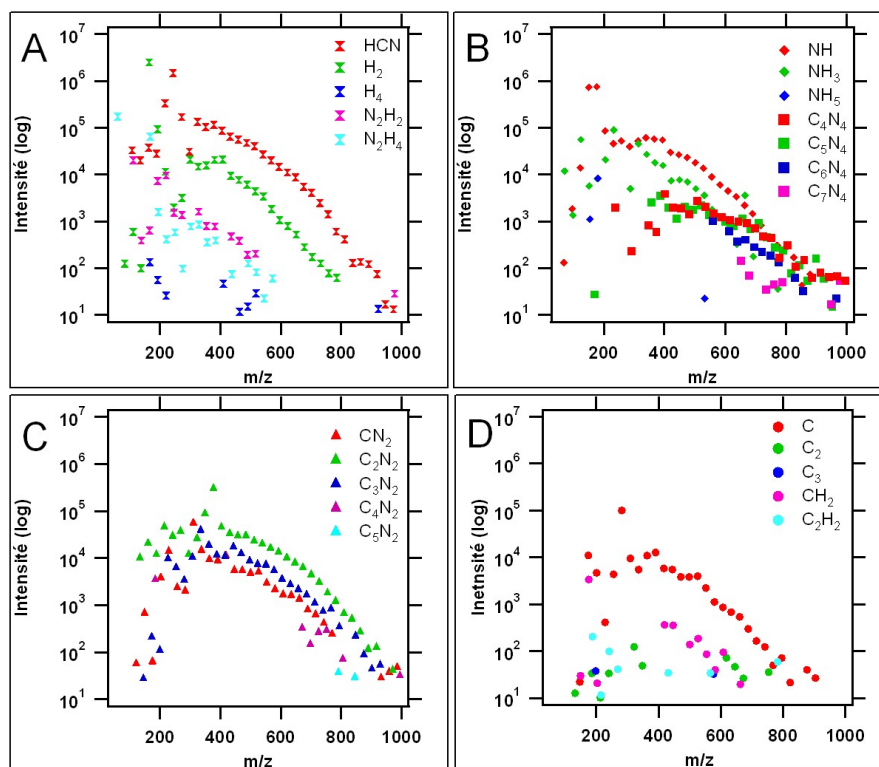 A
Intensité (log)
10⁷
10⁶
10⁵
10⁴
10³
10²
10¹
200 400 600 800 1000
m/z
HCN
H₂
H₄
N₂H₂
N₂H₄
B
Intensité (log)
10⁷
10⁶
10⁵
10⁴
10³
10²
10¹
200 400 600 800 1000
m/z
NH
NH₃
NH₅
C₄N₄
C₅N₄
C₆N₄
C₇N₄
C
Intensité (log)
10⁷
10⁶
10⁵
10⁴
10³
10²
10¹
200 400 600 800 1000
m/z
CN₂
C₂N₂
C₃N₂
C₄N₂
C₅N₂
D
Inetnsité (log)
10⁷
10⁶
10⁵
10⁴
10³
10²
10¹
200 400 600 800 1000
m/z
C
C₂
C₃
CH₂
C₂H₂